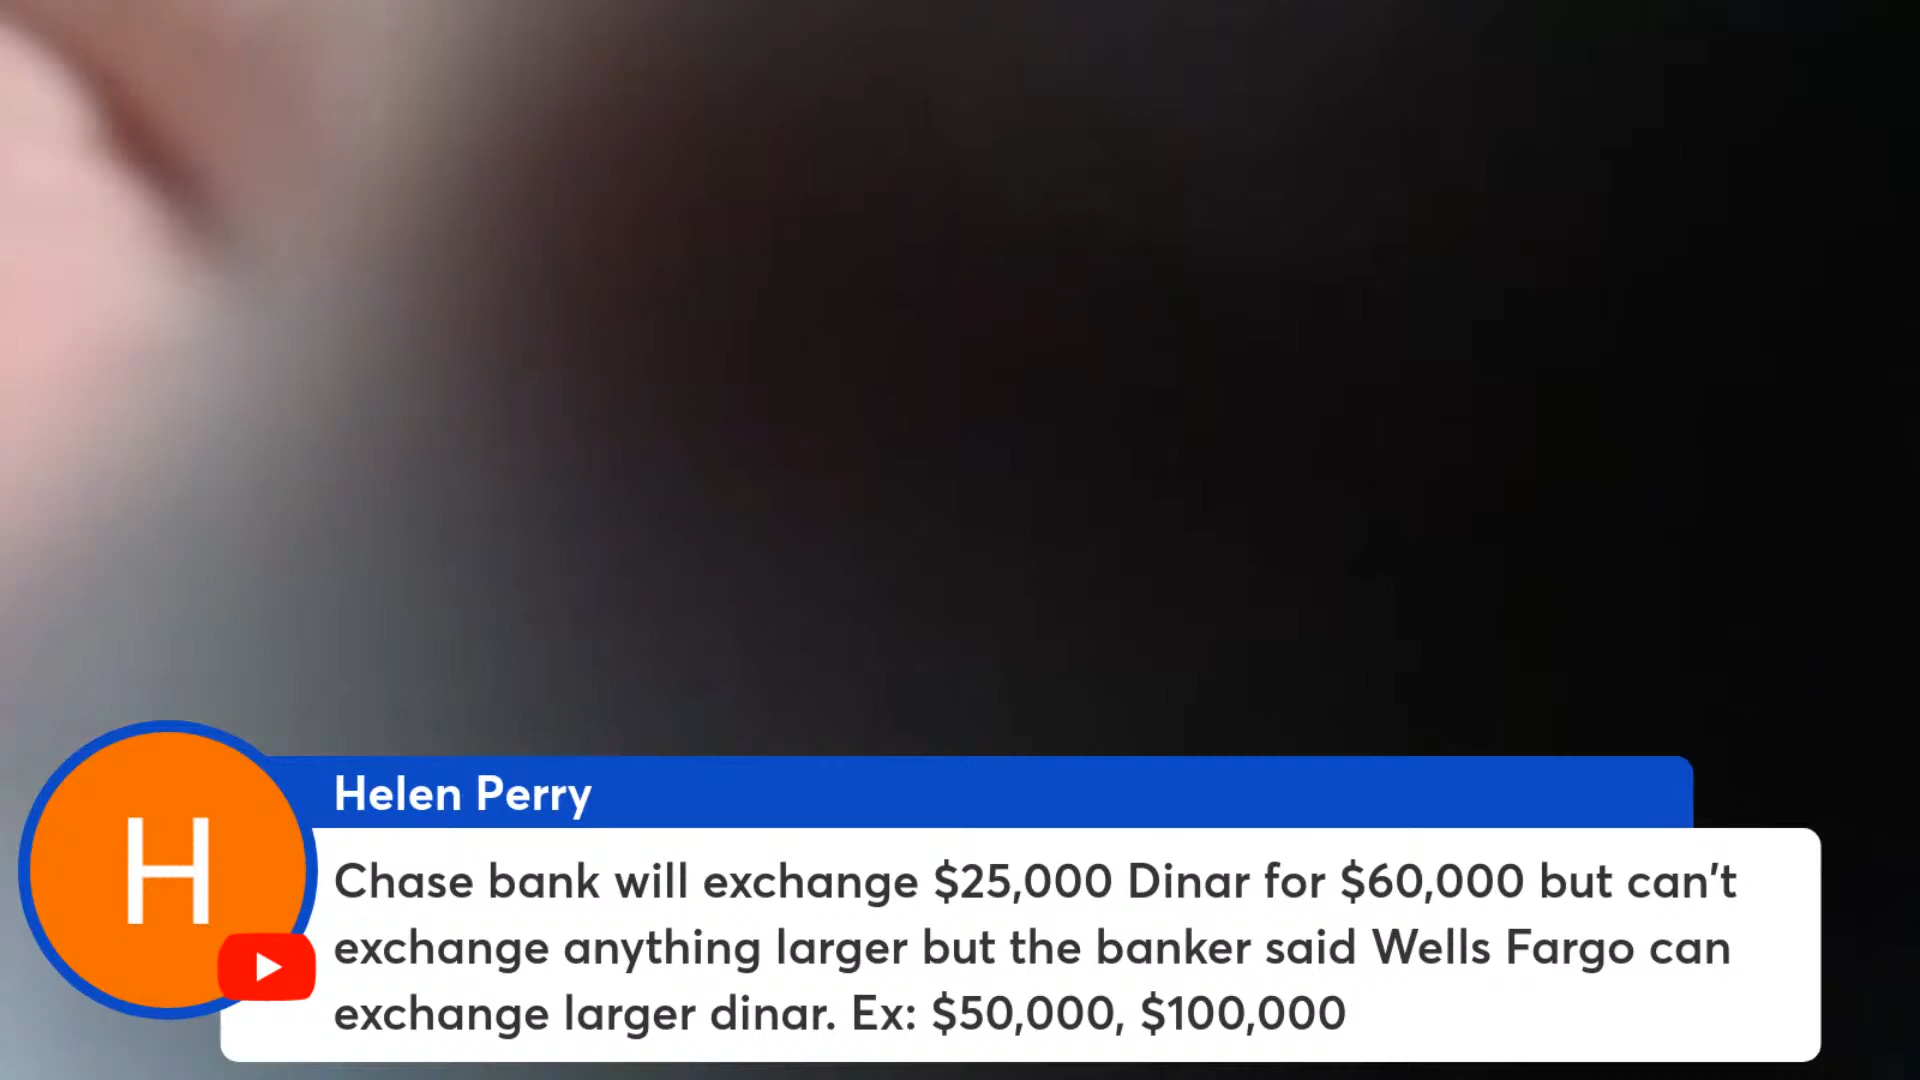 Helen Perry
H
Chase bank will exchange $25,000 Dinar for $60,000 but can't
exchange anything larger but the banker said Wells Fargo can
exchange larger dinar. Ex: $50,000, $100,000